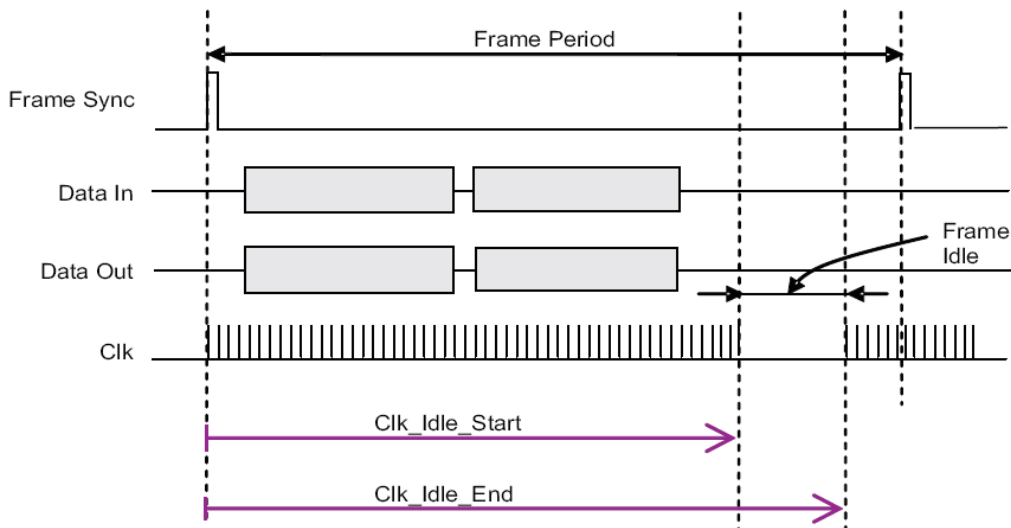 Frame Period
Frame Sync
Data In
Data Out
Frame
Idle
Clk
Clk_Idle_Start
Clk_Idle_End